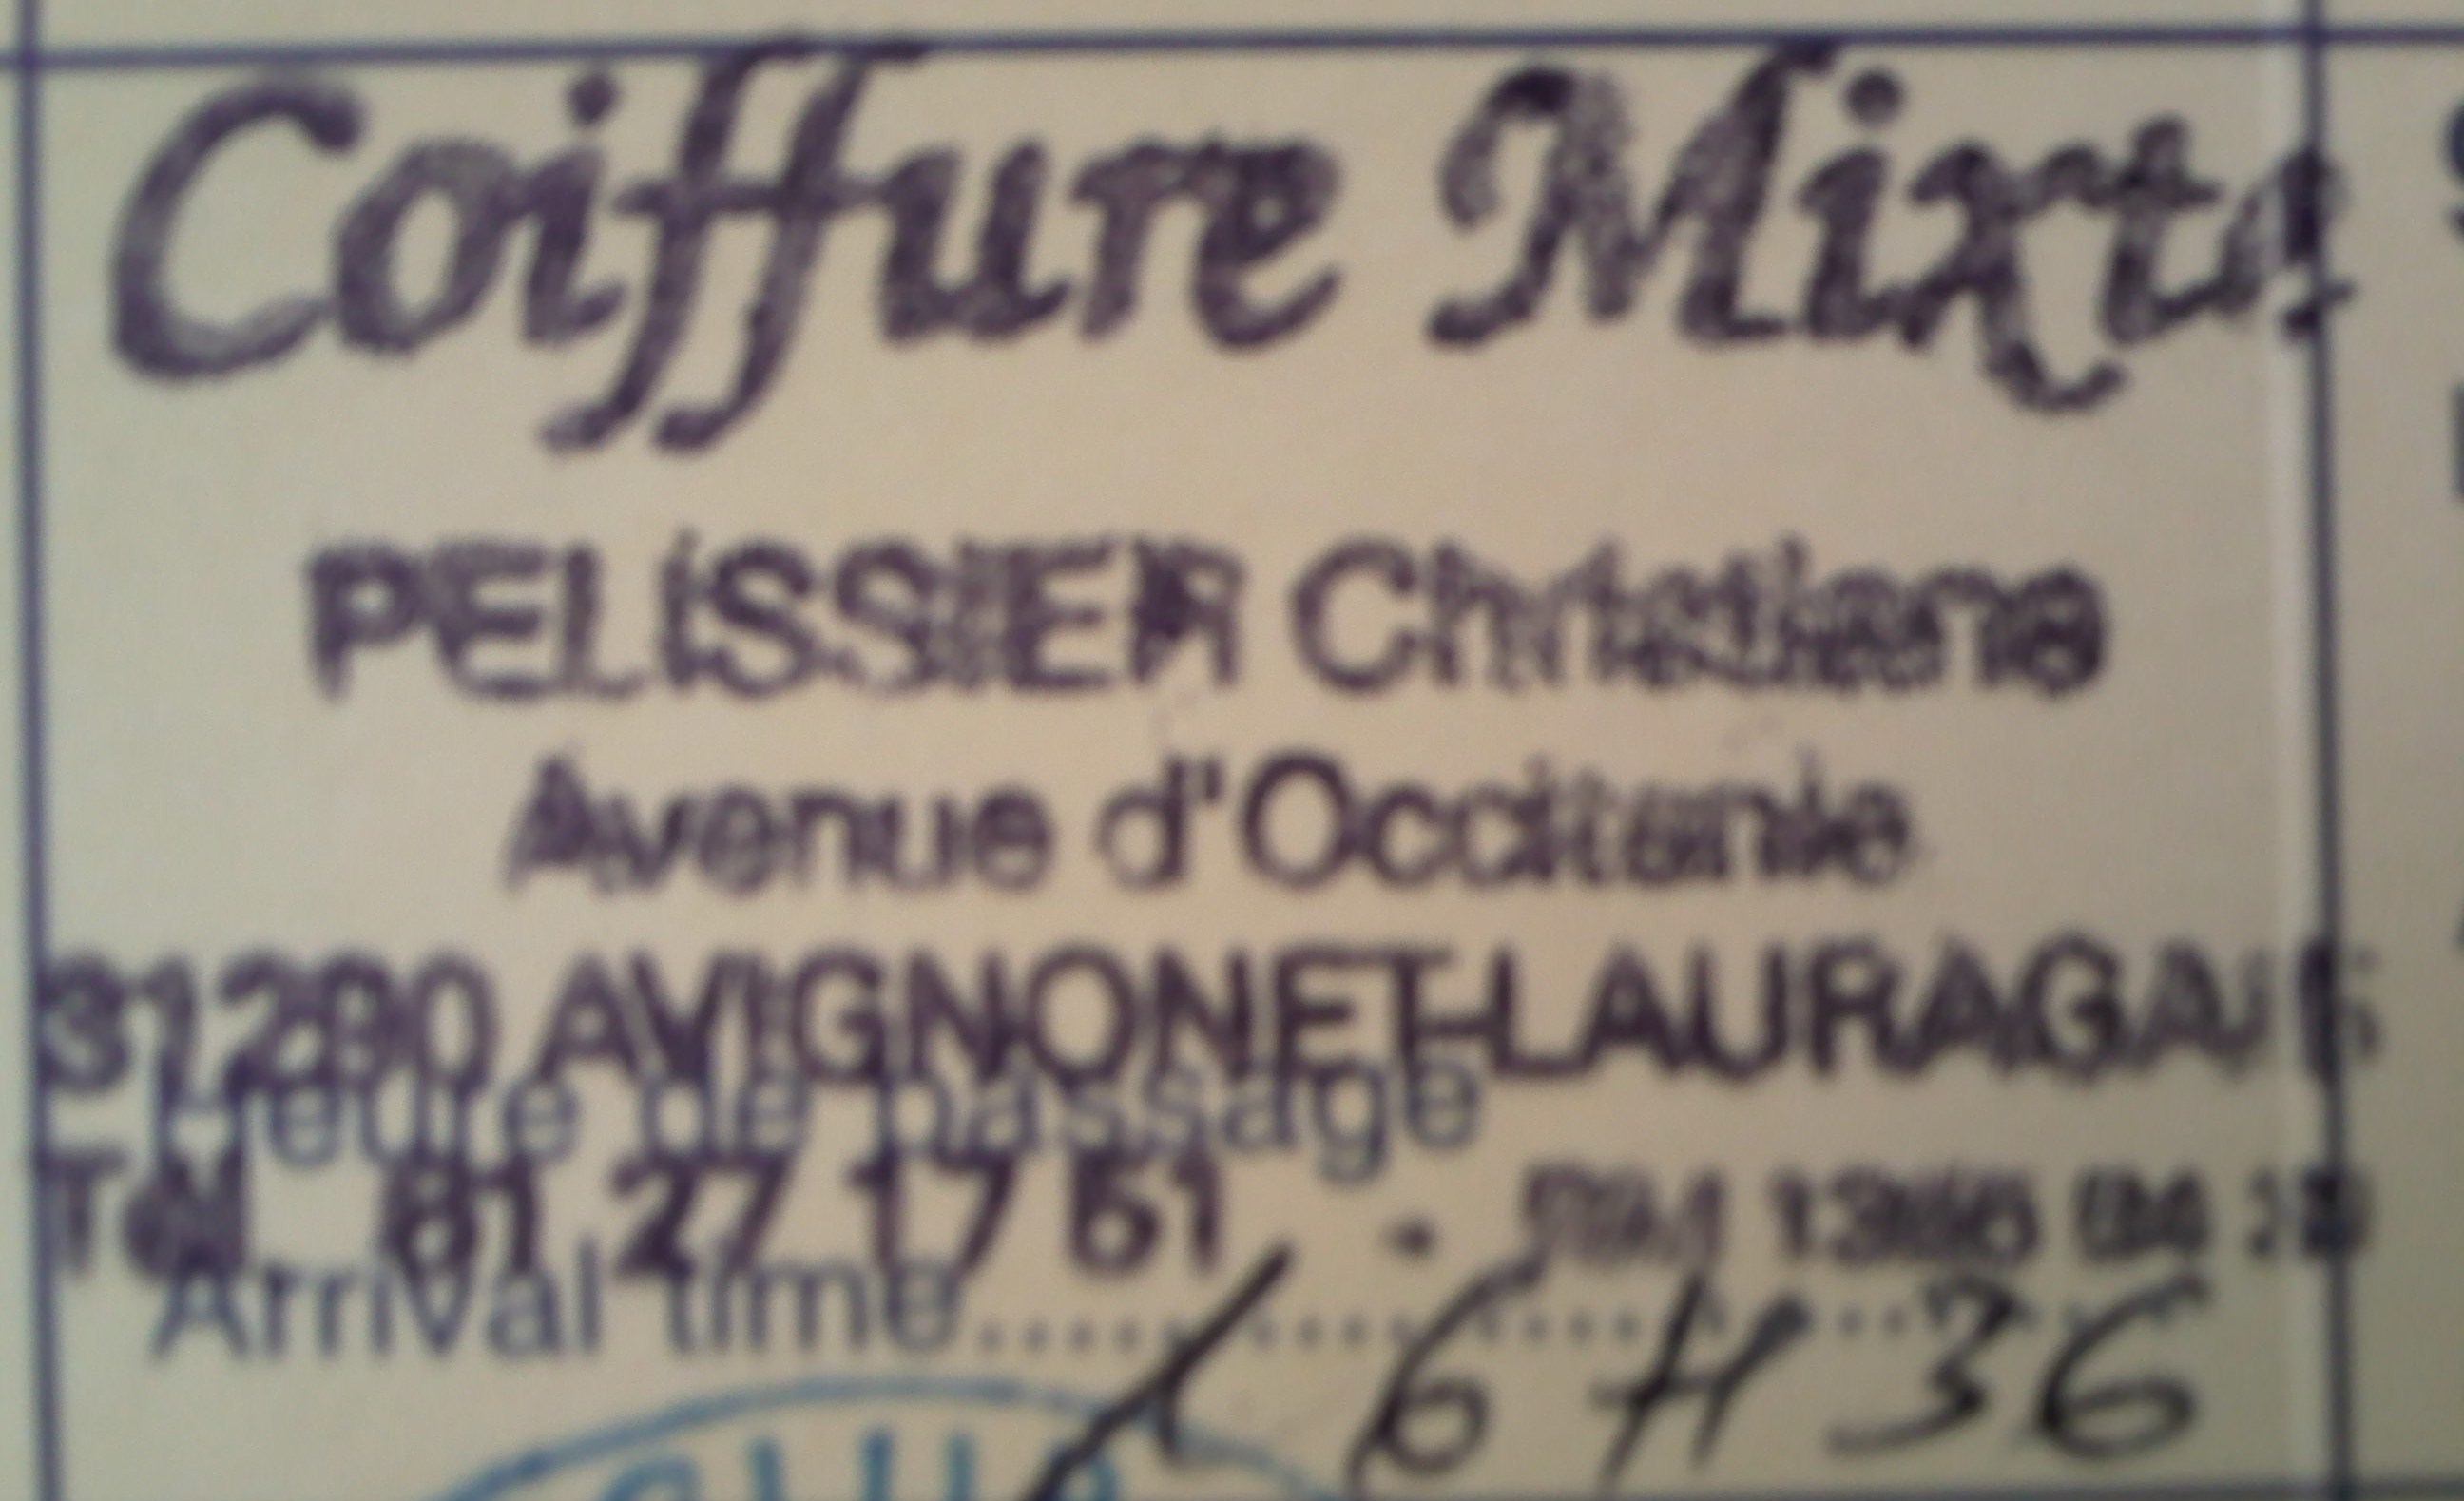 Coiffure Mixte
PELISSIER Christiane
Avenue d'Occitanie
31290 AVIGNONET-LAURAGAIS
Heure de passage
Tél. 61 27 17 61
Arrival time
16H36